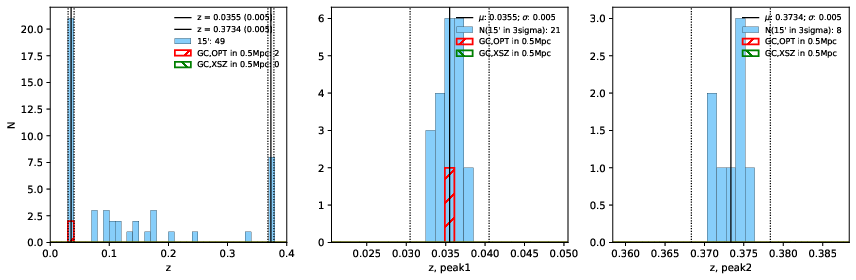 z = 0.0355 (0.005)
z = 0.3734 (0.005)
15': 49
GC,OPT in 0.5Mpc: 2
GC,XSZ in 0.5Mpc: 0
20.0
17.5
15.0
12.5
10.0
7.5
5.0
2.5
0.0
N
0.0 0.1 0.2 0.3 0.4
z
μ: 0.0355; σ: 0.005
N(15' in 3sigma): 21
GC,OPT in 0.5Mpc
GC,XSZ in 0.5Mpc
6
5
4
3
2
1
0
0.025 0.030 0.035 0.040 0.045 0.050
z, peak1
μ: 0.3734; σ: 0.005
N(15' in 3sigma): 8
GC,OPT in 0.5Mpc
GC,XSZ in 0.5Mpc
3.0
2.5
2.0
1.5
1.0
0.5
0.0
0.360 0.365 0.370 0.375 0.380 0.385
z, peak2